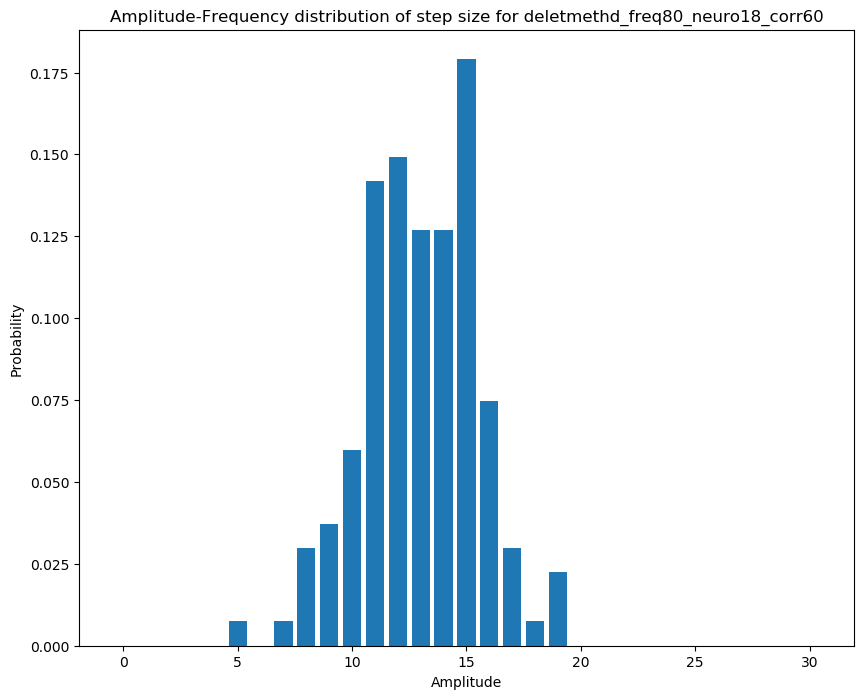 Amplitude-Frequency distribution of step size for deletmethd_freq80_neuro18_corr60
0.175
0.150
0.125
0.100
0.075
0.050
0.025
0.000
Probability
0 5 10 15 20 25 30
Amplitude